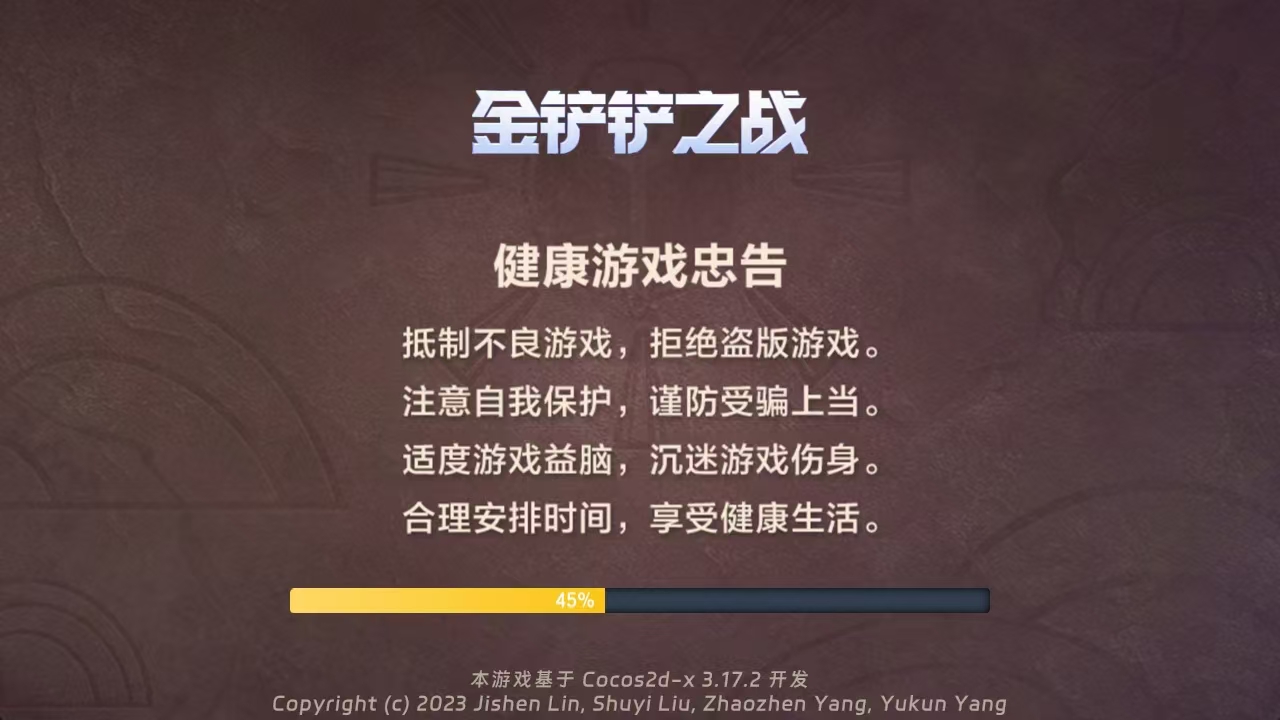 金铲铲之战
健康游戏忠告
抵制不良游戏，拒绝盗版游戏。
注意自我保护，谨防受骗上当。
适度游戏益脑，沉迷游戏伤身。
合理安排时间，享受健康生活。
45%
本游戏基于 Cocos2d-x 3.17.2 开发
Copyright (c) 2023 Jishen Lin, Shuyi Liu, Zhaozhen Yang, Yukun Yang